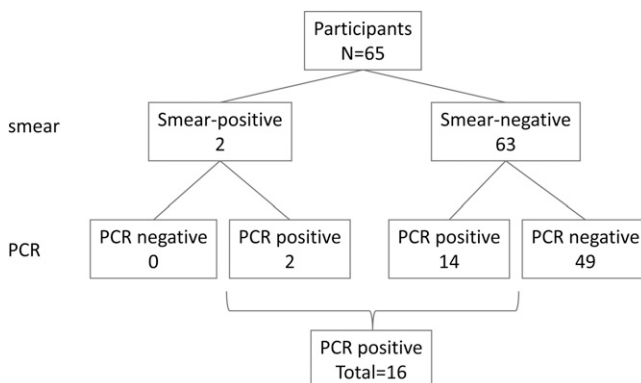 Participants
N=65
smear
Smear-positive
2
Smear-negative
63
PCR
PCR negative
0
PCR positive
2
PCR positive
14
PCR negative
49
PCR positive
Total=16